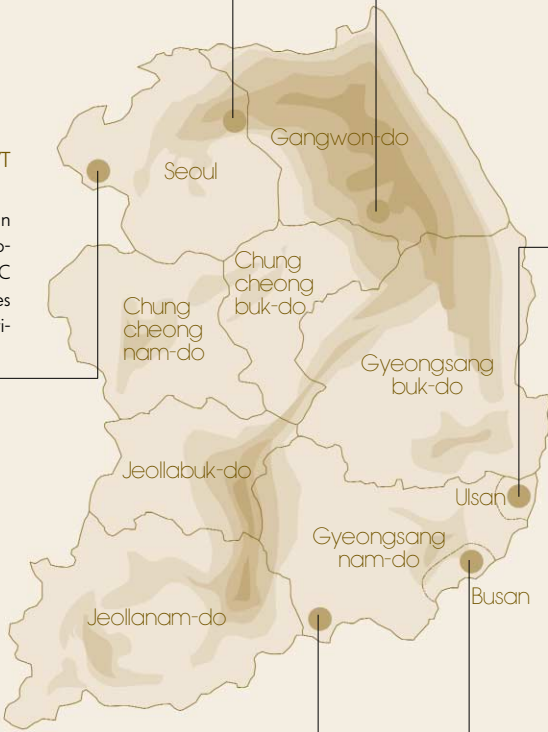 Gangwon-do
Seoul
Chung
cheong
buk-do
Chung
cheong
nam-do
Gyeongsang
buk-do
Jeollabuk-do
Ulsan
Gyeongsang
nam-do
Busan
Jeollanam-do